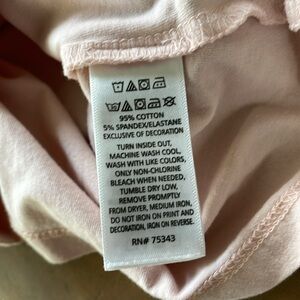 95% COTTON
5% SPANDEX/ELASTANE
EXCLUSIVE OF DECORATION
TURN INSIDE OUT,
MACHINE WASH COOL,
WASH WITH LIKE COLORS,
ONLY NON-CHLORINE
BLEACH WHEN NEEDED,
TUMBLE DRY LOW,
REMOVE PROMPTLY
FROM DRYER, MEDIUM IRON,
DO NOT IRON ON PRINT AND
DECORATION, IRON ON REVERSE.
RN# 75343